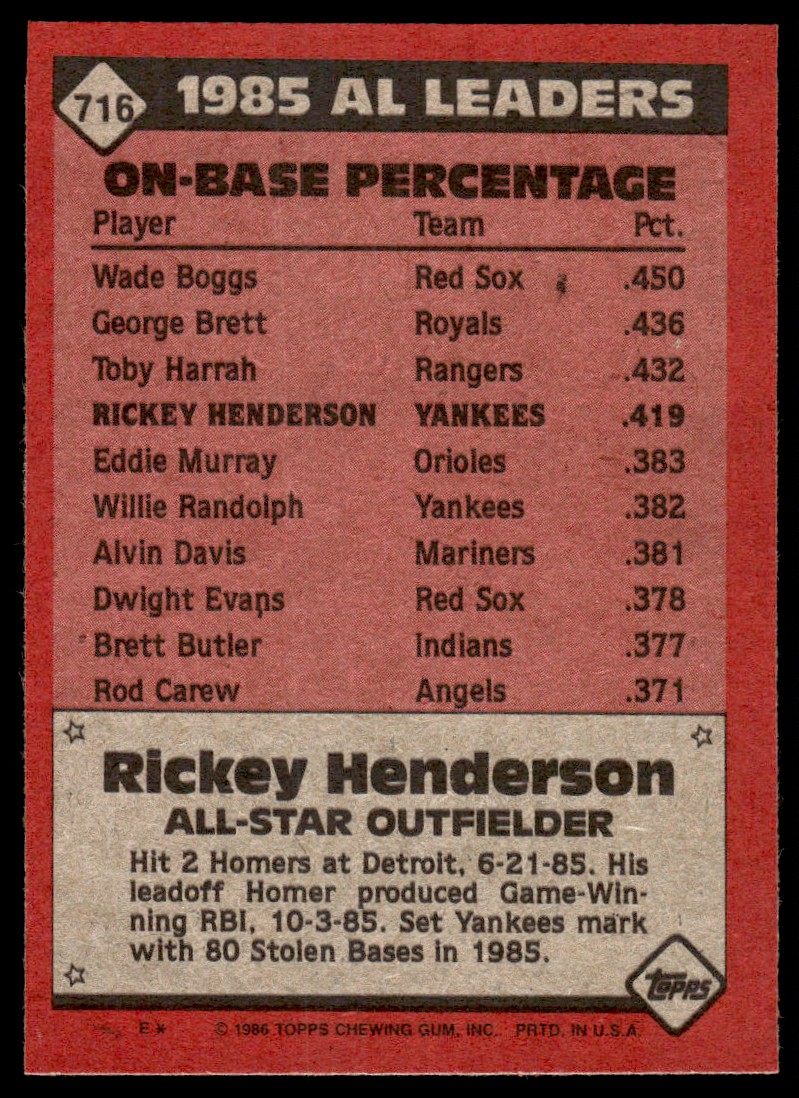 716 1985 AL LEADERS
ON-BASE PERCENTAGE
Player Team Pct.
Wade Boggs Red Sox .450
George Brett Royals .436
Toby Harrah Rangers .432
RICKEY HENDERSON YANKEES .419
Eddie Murray Orioles .383
Willie Randolph Yankees .382
Alvin Davis Mariners .381
Dwight Evans Red Sox .378
Brett Butler Indians .377
Rod Carew Angels .371
Rickey Henderson
ALL-STAR OUTFIELDER
Hit 2 Homers at Detroit, 6-21-85. His
leadoff Homer produced Game-Win-
ning RBI, 10-3-85. Set Yankees mark
with 80 Stolen Bases in 1985.
Topps
E* © 1986 TOPPS CHEWING GUM, INC. PRTD. IN U.S.A.